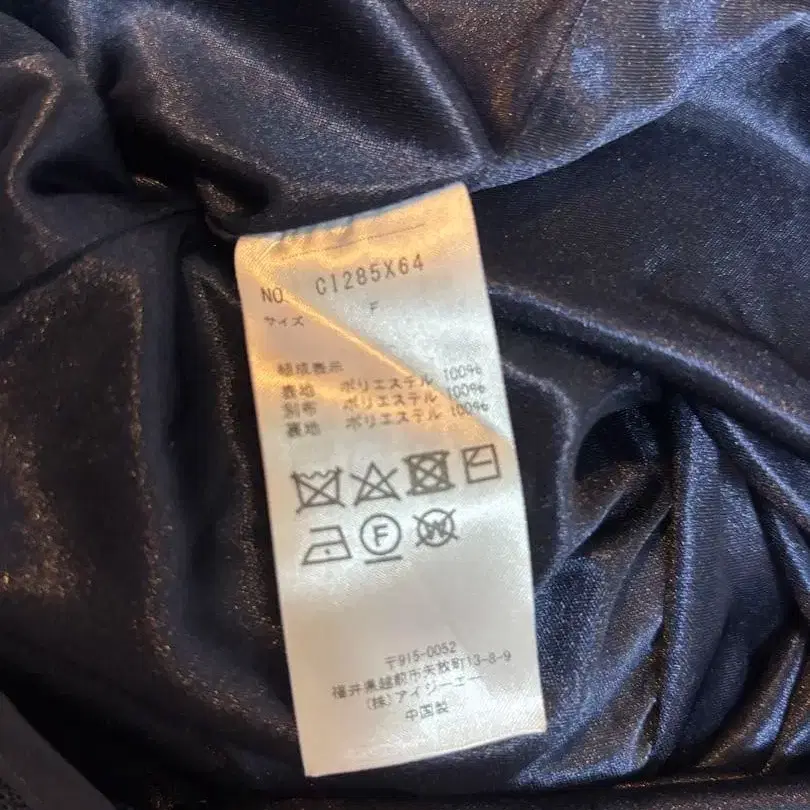 NO CI285X64
サイズ F
組成表示
表地 ポリエステル 100%
別布 ポリエステル 100%
裏地 ポリエステル 100%
F W
〒915-0052
福井県越前市矢放町13-8-9
(株)アイジーエー
中国製